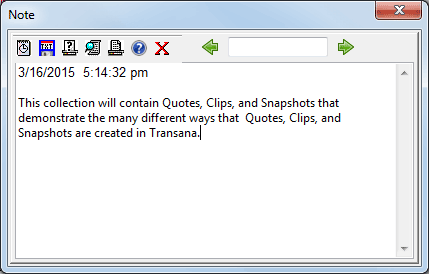 Note
TXT
3/16/2015  5:14:32 pm
This collection will contain Quotes, Clips, and Snapshots that
demonstrate the many different ways that  Quotes, Clips, and
Snapshots are created in Transana.